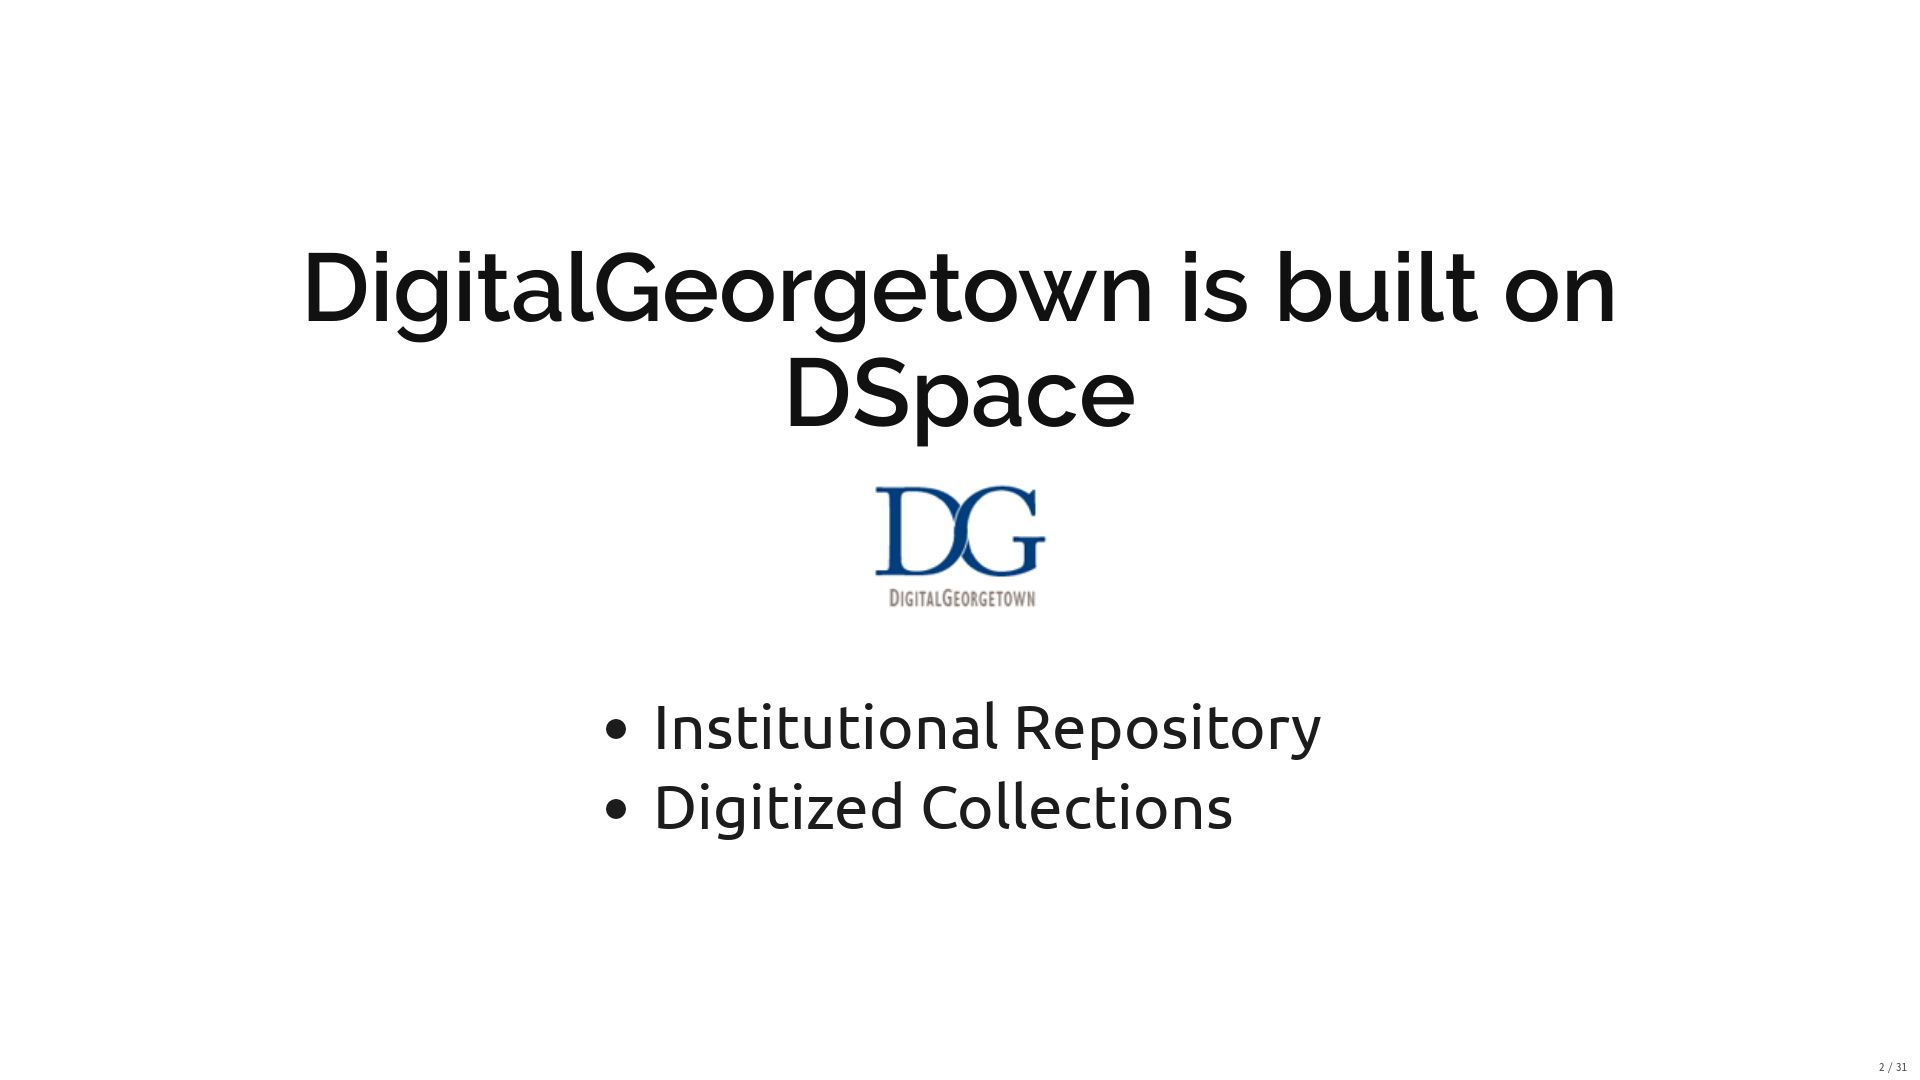 DigitalGeorgetown is built on
DSpace
DG
DIGITALGEORGETOWN
• Institutional Repository
• Digitized Collections
2 / 31